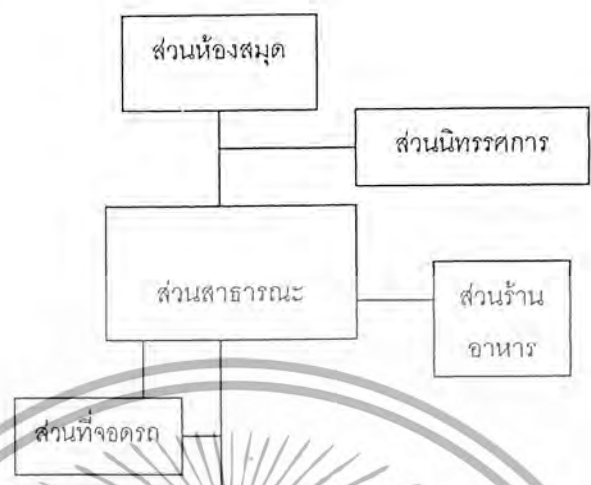 ส่วนห้องสมุด
ส่วนนิทรรศการ
ส่วนสาธารณะ
ส่วนร้าน
อาหาร
ส่วนที่จอดรถ